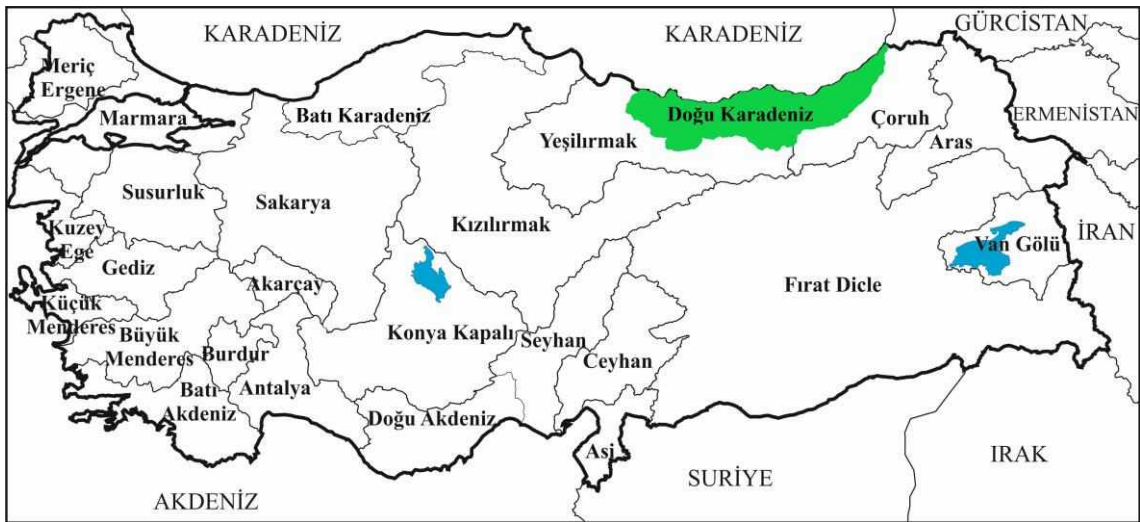 KARADENİZ
KARADENİZ
GÜRCİSTAN
Meriç
Ergene
Marmara
Batı Karadeniz
Doğu Karadeniz
Çoruh
ERMENİSTAN
Yeşilırmak
Aras
Susurluk
Sakarya
Kızılırmak
Kuzey
Ege
Van Gölü
İRAN
Gediz
Akarçay
Fırat Dicle
Küçük
Menderes
Büyük
Menderes
Burdur
Konya Kapalı
Seyhan
Ceyhan
Batı
Akdeniz
Antalya
Doğu Akdeniz
Asi
IRAK
SURİYE
AKDENİZ